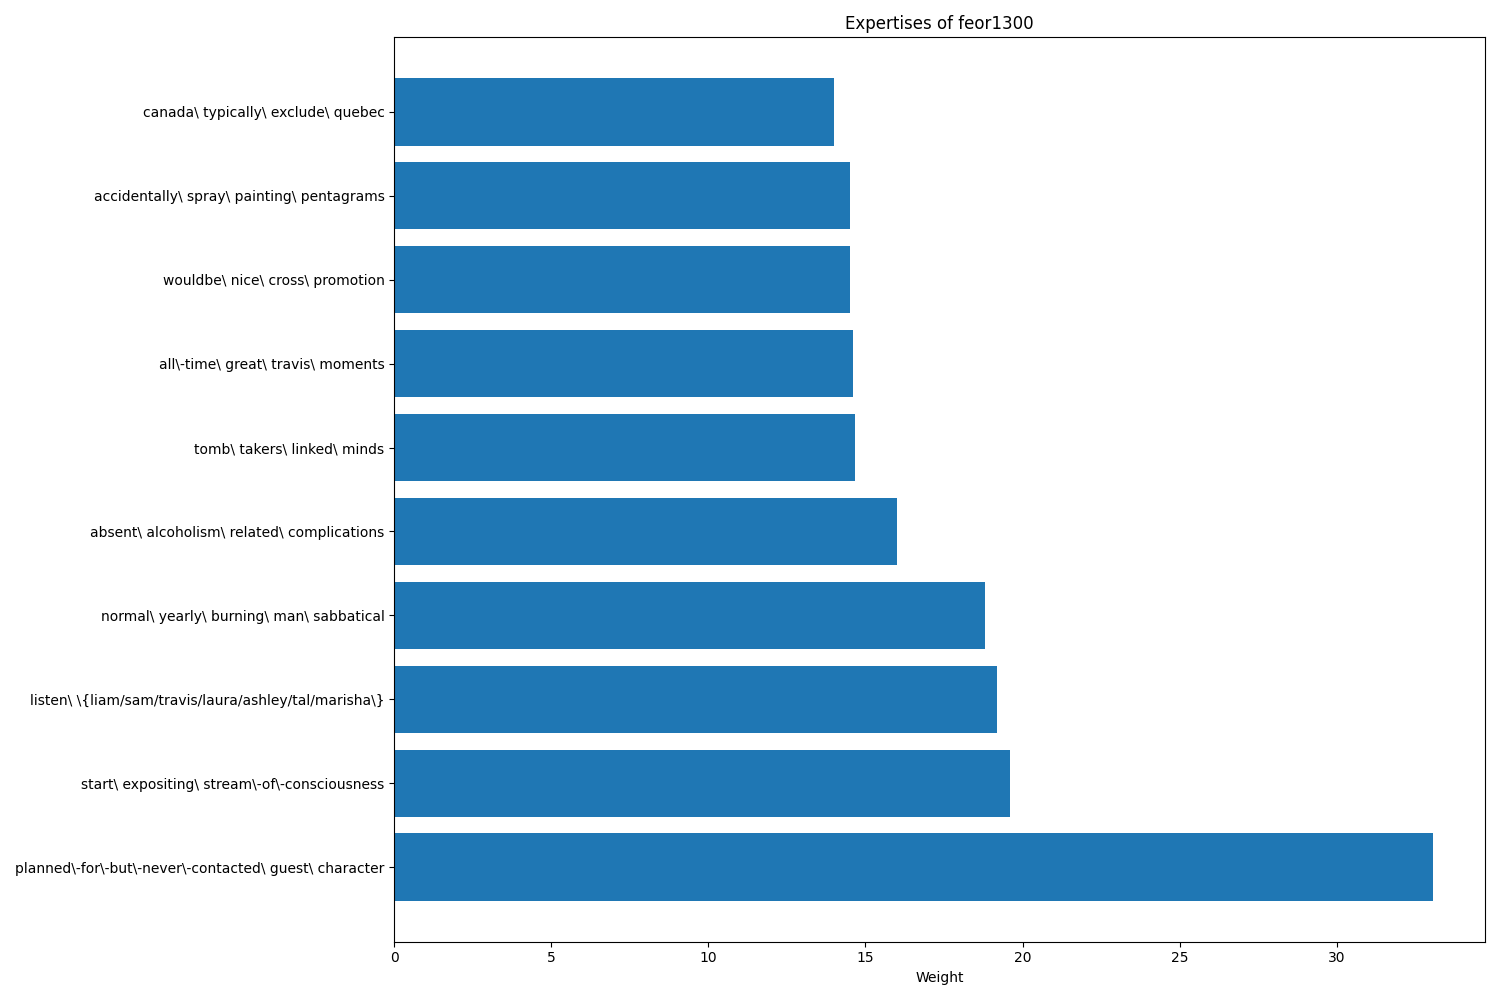 Expertises of feor1300
canada\ typically\ exclude\ quebec
accidentally\ spray\ painting\ pentagrams
wouldbe\ nice\ cross\ promotion
all\-time\ great\ travis\ moments
tomb\ takers\ linked\ minds
absent\ alcoholism\ related\ complications
normal\ yearly\ burning\ man\ sabbatical
listen\ \{liam/sam/travis/laura/ashley/tal/marisha\}
start\ expositing\ stream\-of\-consciousness
planned\-for\-but\-never\-contacted\ guest\ character
0 5 10 15 20 25 30
Weight